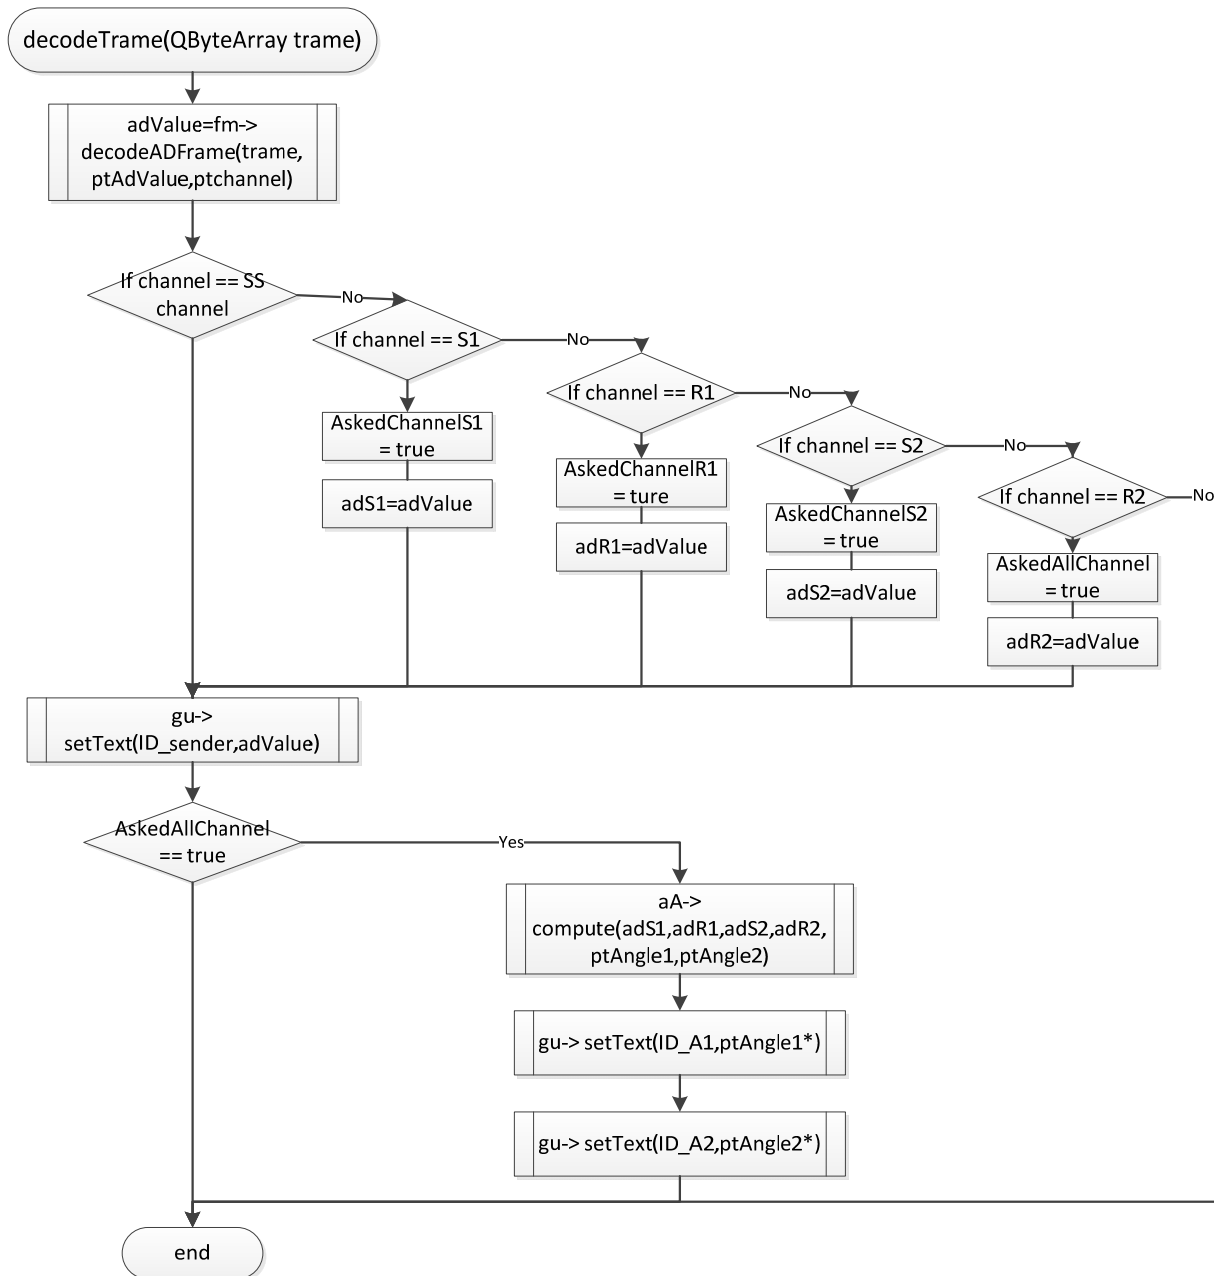 decodeTrame(QByteArray trame)
adValue=fm->
decodeADFrame(trame,
ptAdValue,ptchannel)
If channel == SS
channel
No
If channel == S1
No
If channel == R1
No
If channel == S2
No
If channel == R2
No
AskedChannelS1
= true
adS1=adValue
AskedChannelR1
= ture
adR1=adValue
AskedChannelS2
= true
adS2=adValue
AskedAllChannel
= true
adR2=adValue
gu->
setText(ID_sender,adValue)
AskedAllChannel
== true
Yes
aA->
compute(adS1,adR1,adS2,adR2,
ptAngle1,ptAngle2)
gu-> setText(ID_A1,ptAngle1*)
gu-> setText(ID_A2,ptAngle2*)
end